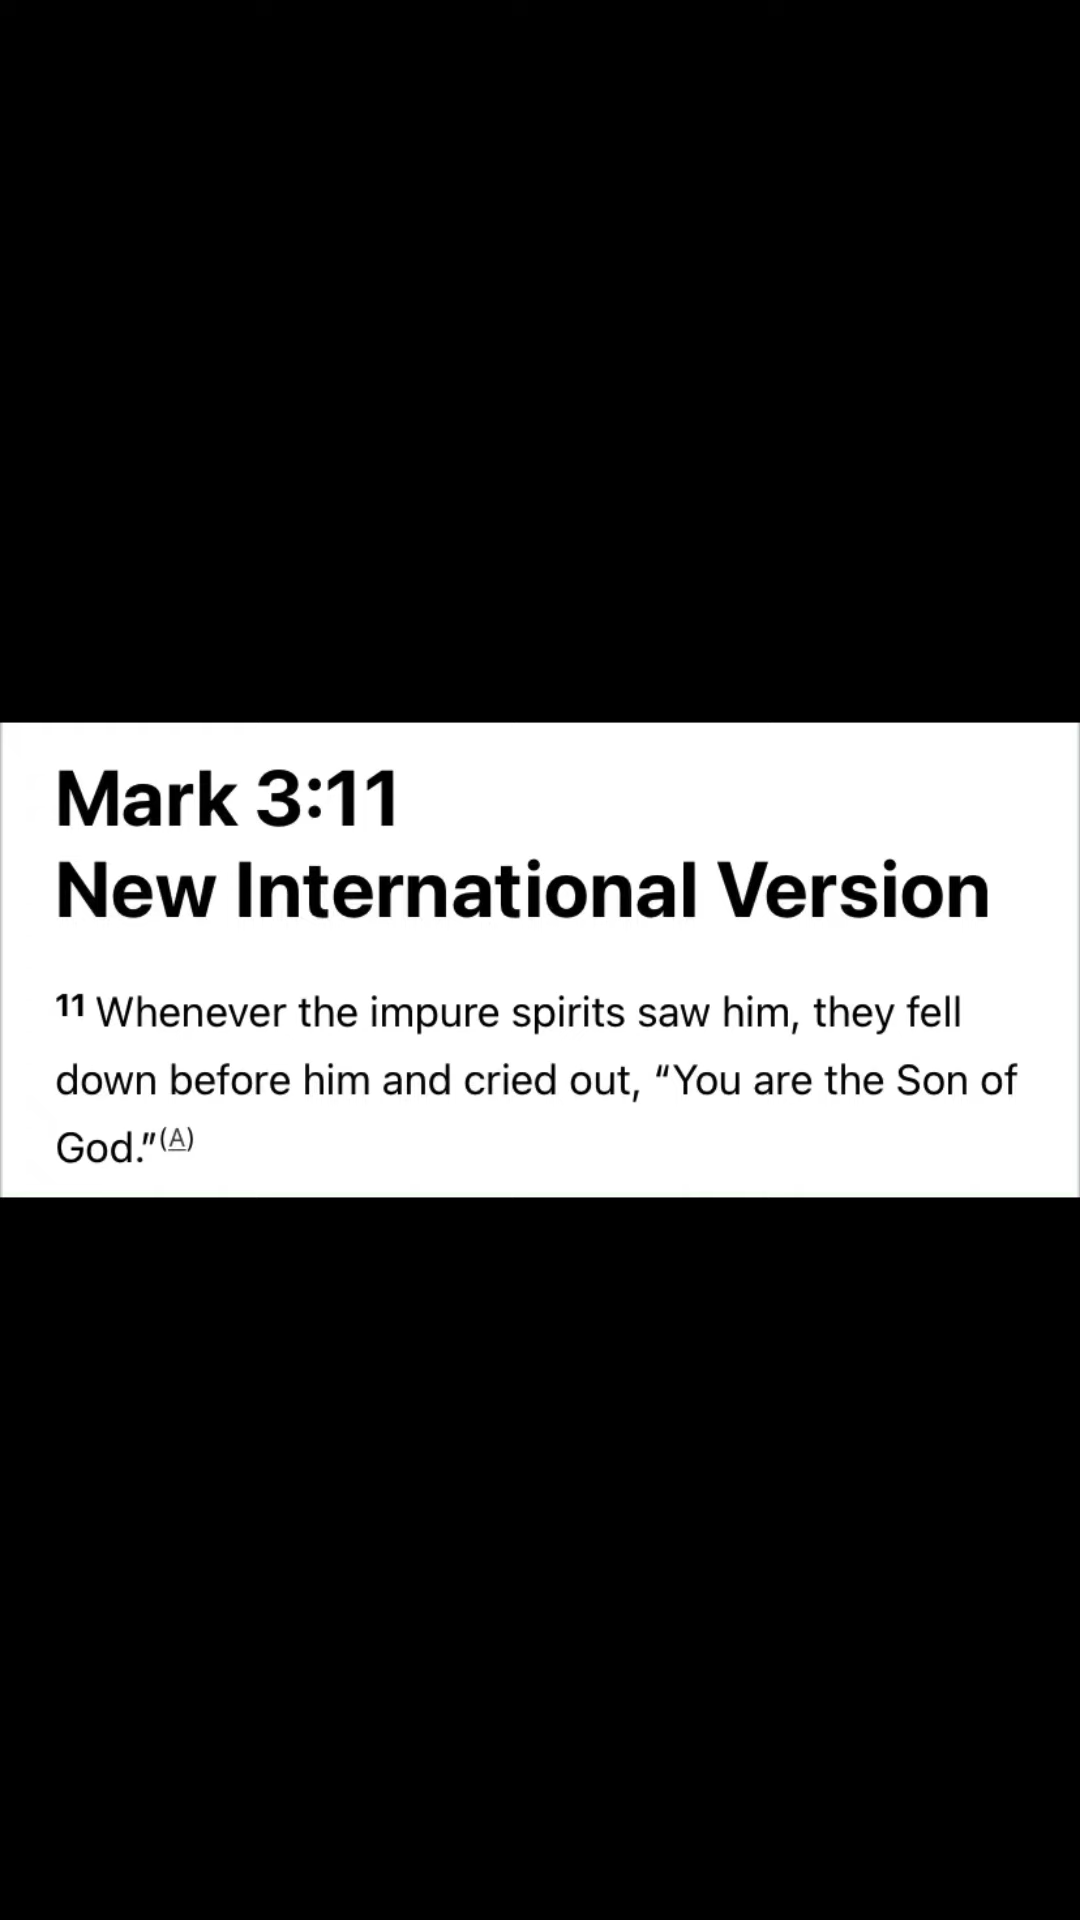 Mark 3:11
New International Version
11 Whenever the impure spirits saw him, they fell
down before him and cried out, “You are the Son of
God.”(A)